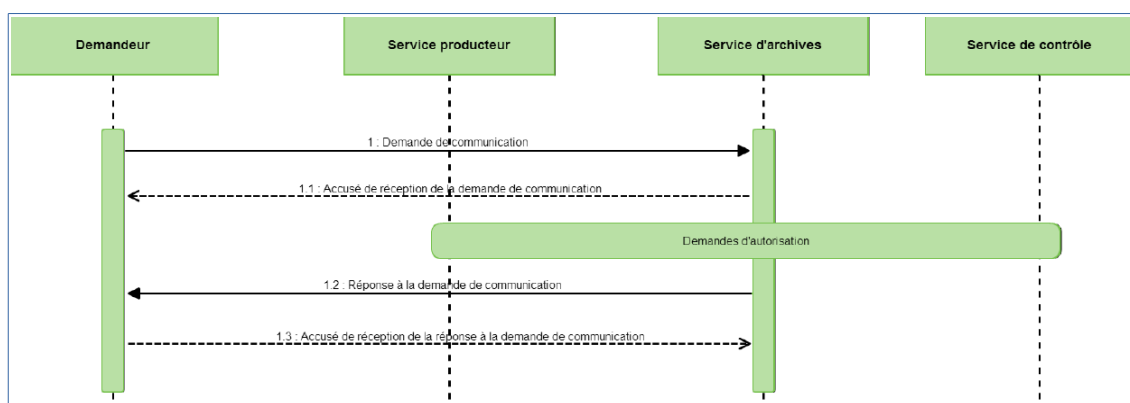 Demandeur
Service producteur
Service d'archives
Service de contrôle
1 : Demande de communication
1.1 : Accusé de réception de la demande de communication
Demandes d'autorisation
1.2 : Réponse à la demande de communication
1.3 : Accusé de réception de la réponse à la demande de communication